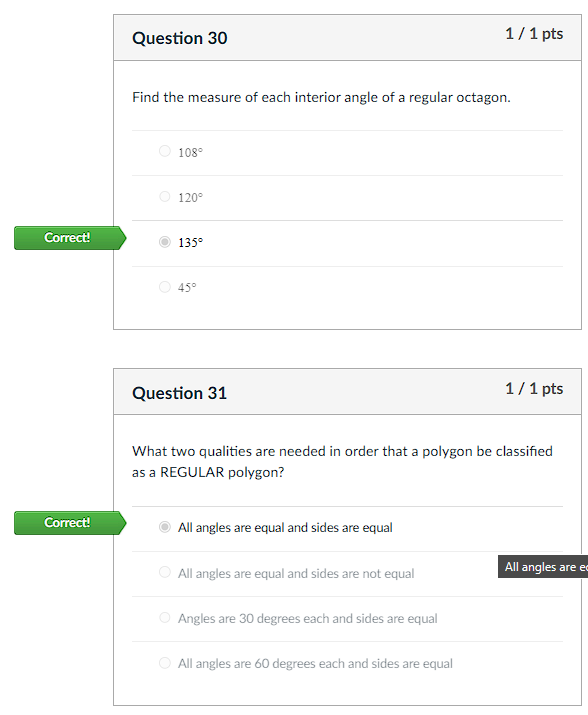 Question 30
1 / 1 pts
Find the measure of each interior angle of a regular octagon.
108°
120°
Correct!
135°
45°
Question 31
1 / 1 pts
What two qualities are needed in order that a polygon be classified
as a REGULAR polygon?
Correct!
All angles are equal and sides are equal
All angles are e
All angles are equal and sides are not equal
Angles are 30 degrees each and sides are equal
All angles are 60 degrees each and sides are equal